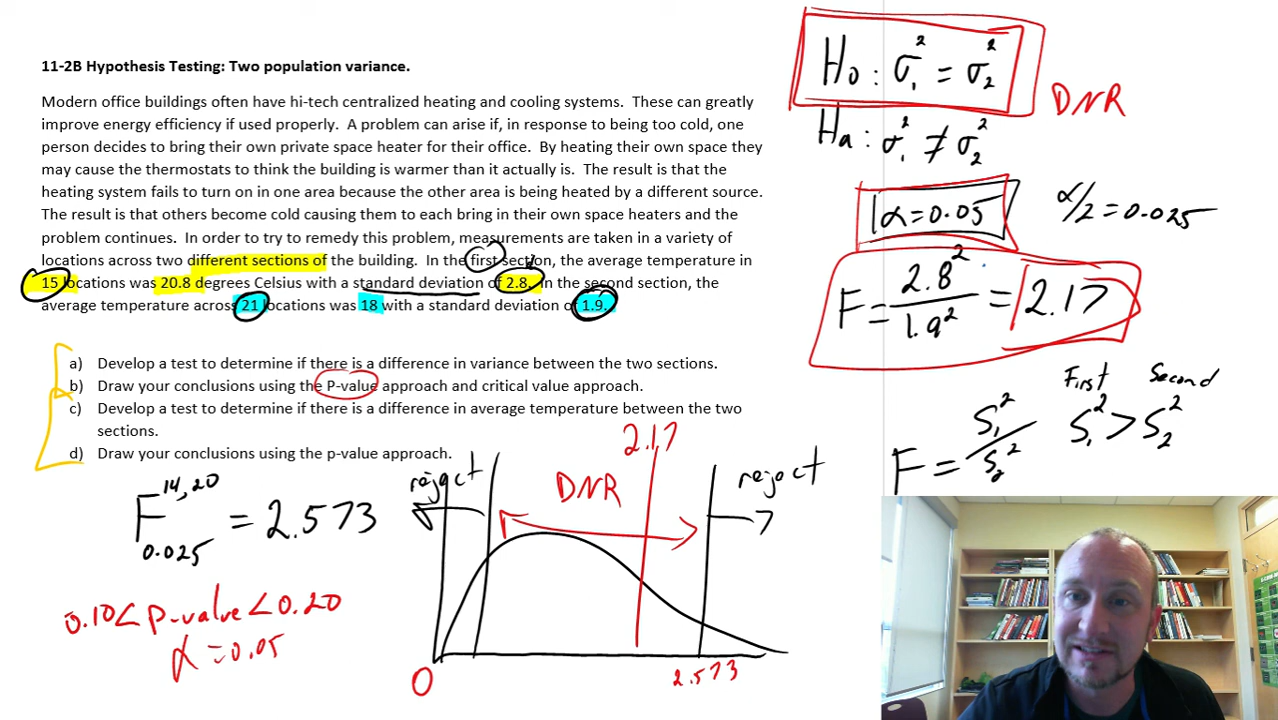 11-2B Hypothesis Testing: Two population variance.
Modern office buildings often have hi-tech centralized heating and cooling systems. These can greatly
improve energy efficiency if used properly. A problem can arise if, in response to being too cold, one
person decides to bring their own private space heater for their office. By heating their own space they
may cause the thermostats to think the building is warmer than it actually is. The result is that the
heating system fails to turn on in one area because the other area is being heated by a different source.
The result is that others become cold causing them to each bring in their own space heaters and the
problem continues. In order to try to remedy this problem, measurements are taken in a variety of
locations across two different sections of the building. In the first section, the average temperature in
15 locations was 20.8 degrees Celsius with a standard deviation of 2.8. In the second section, the
average temperature across 21 locations was 18 with a standard deviation of 1.9.
a) Develop a test to determine if there is a difference in variance between the two sections.
b) Draw your conclusions using the P-value approach and critical value approach.
c) Develop a test to determine if there is a difference in average temperature between the two
sections.
d) Draw your conclusions using the p-value approach.
H0 : σ₁² = σ₂²
DNR
Ha : σ₁² ≠ σ₂²
α = 0.05
α/2 = 0.025
F = 2.8²/1.9² = 2.17
First Second
F = S₁²/S₂² S₁² > S₂²
F 14,20 0.025 = 2.573
0.10 < P-value < 0.20
α = 0.05
reject
DNR
2.17
reject
0
2.573